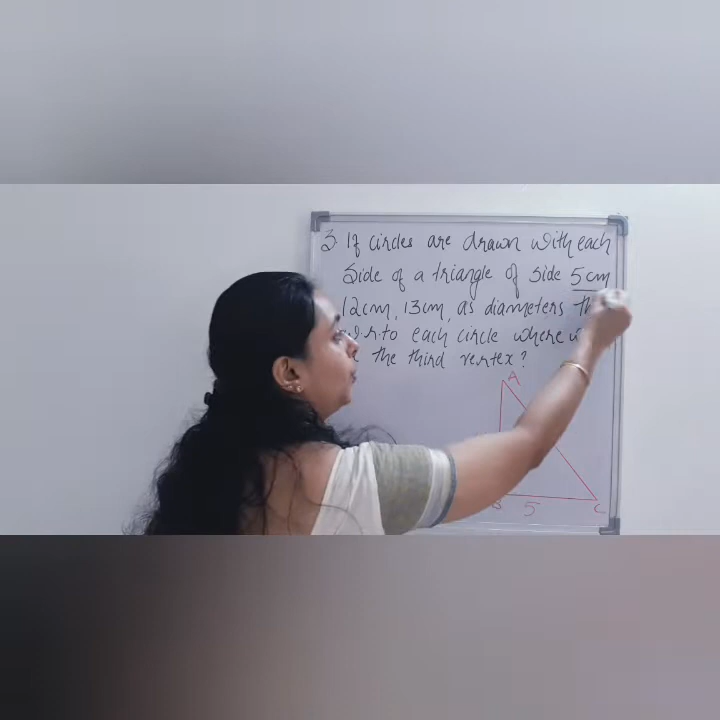 3. If circles are drawn with each
Side of a triangle of side 5cm
12cm, 13cm, as diameters
w.r.to each circle where
the third vertex?
A
B 5 C